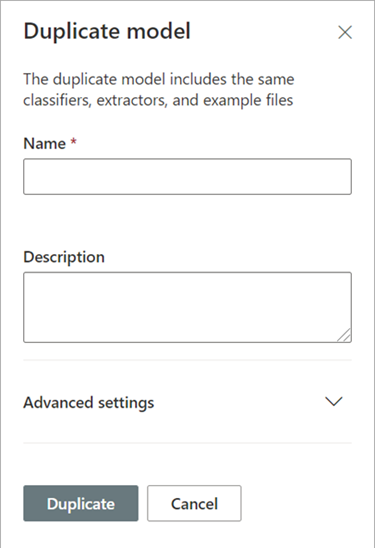 Duplicate model
The duplicate model includes the same
classifiers, extractors, and example files
Name *
Description
Advanced settings
Duplicate
Cancel